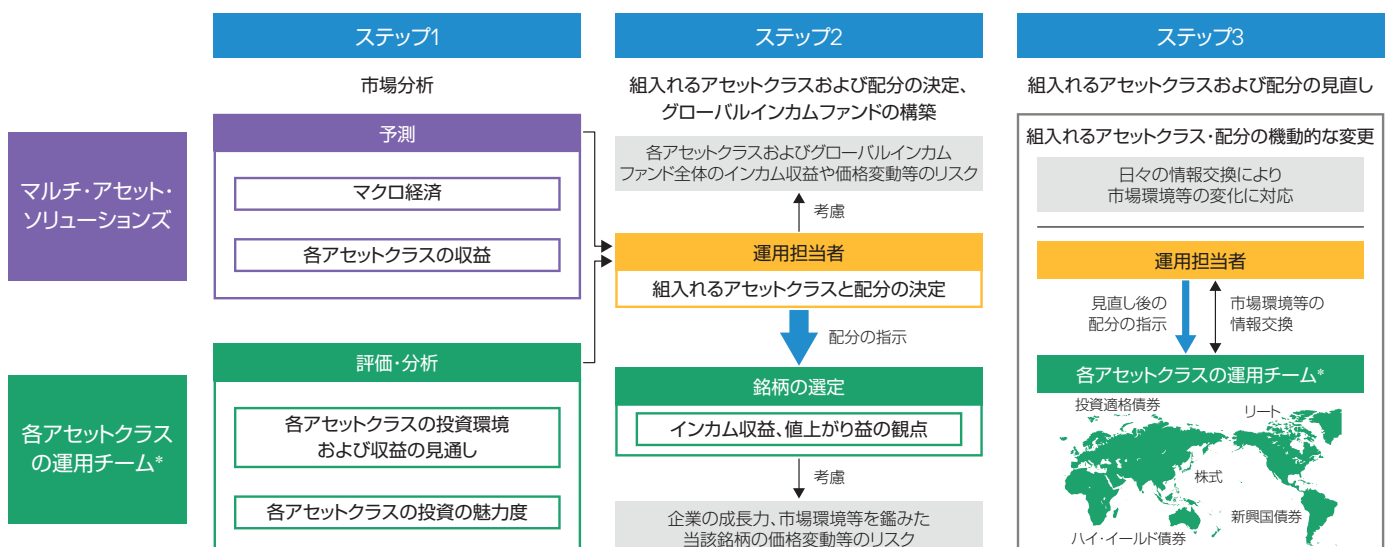 ステップ1
ステップ2
ステップ3
市場分析
組入れるアセットクラスおよび配分の決定、
グローバルインカムファンドの構築
組入れるアセットクラスおよび配分の見直し
マルチ・アセット・
ソリューションズ
予測
マクロ経済
各アセットクラスの収益
各アセットクラス
の運用チーム*
評価・分析
各アセットクラスの投資環境
および収益の見通し
各アセットクラスの投資の魅力度
各アセットクラスおよびグローバルインカム
ファンド全体のインカム収益や価格変動等のリスク
考慮
運用担当者
組入れるアセットクラスと配分の決定
配分の指示
銘柄の選定
インカム収益、値上がり益の観点
考慮
企業の成長力、市場環境等を鑑みた
当該銘柄の価格変動等のリスク
組入れるアセットクラス・配分の機動的な変更
日々の情報交換により
市場環境等の変化に対応
運用担当者
見直し後の
配分の指示
市場環境等の
情報交換
各アセットクラスの運用チーム*
投資適格債券
リート
株式
新興国債券
ハイ・イールド債券